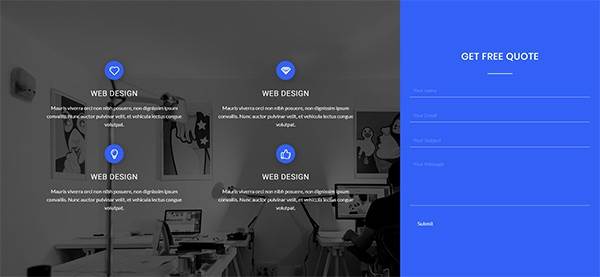 WEB DESIGN
Mauris viverra orci non nibh posuere, non dignissim ipsum
convallis. Nunc auctor pulvinar velit, et vehicula lectus congue
volutpat.
WEB DESIGN
Mauris viverra orci non nibh posuere, non dignissim ipsum
convallis. Nunc auctor pulvinar velit, et vehicula lectus congue
volutpat.
WEB DESIGN
Mauris viverra orci non nibh posuere, non dignissim ipsum
convallis. Nunc auctor pulvinar velit, et vehicula lectus congue
volutpat.
WEB DESIGN
Mauris viverra orci non nibh posuere, non dignissim ipsum
convallis. Nunc auctor pulvinar velit, et vehicula lectus congue
volutpat.
GET FREE QUOTE
Your name
Your Email
Your Subject
Your Message
Submit